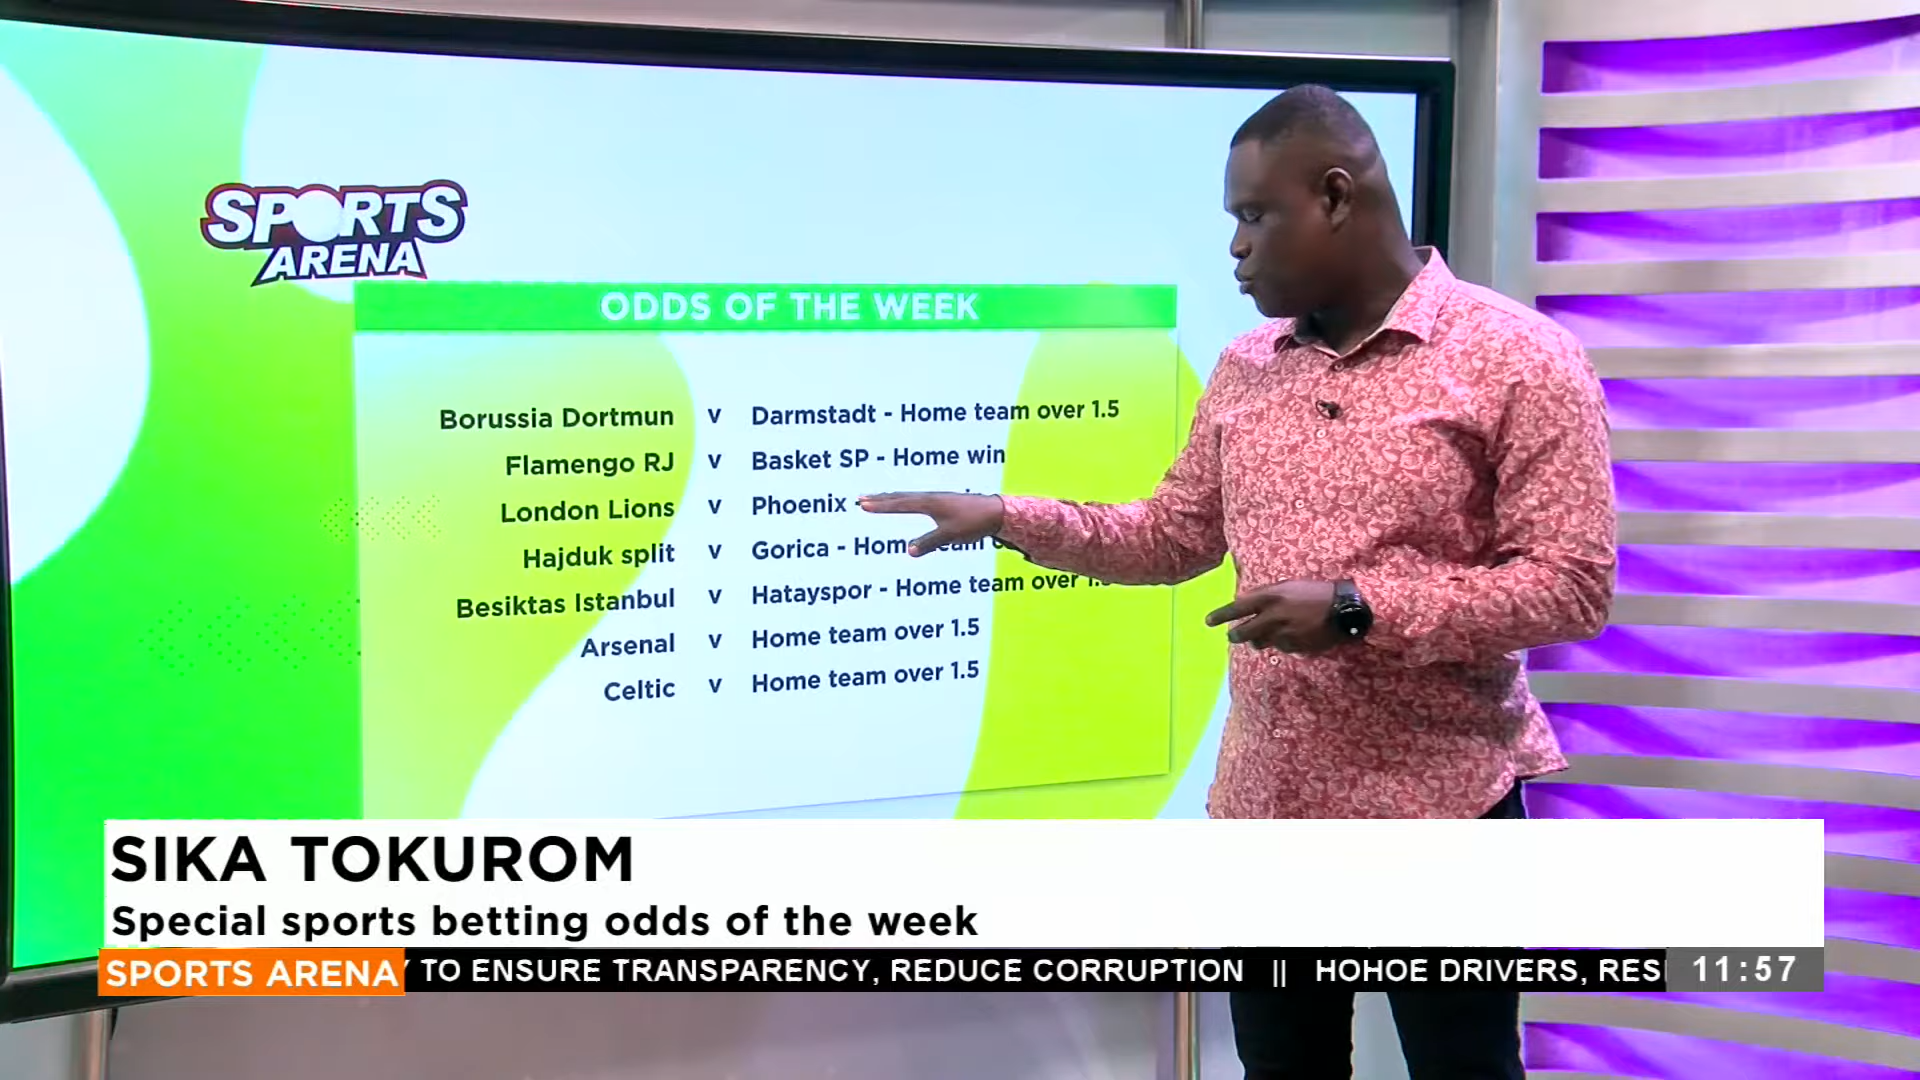 SPORTS
ARENA
ODDS OF THE WEEK
Borussia Dortmun v Darmstadt - Home team over 1.5
Flamengo RJ v Basket SP - Home win
London Lions v Phoenix -
Hajduk split v Gorica - Home team
Besiktas Istanbul v Hatayspor - Home team over
Arsenal v Home team over 1.5
Celtic v Home team over 1.5
SIKA TOKUROM
Special sports betting odds of the week
SPORTS ARENA TO ENSURE TRANSPARENCY, REDUCE CORRUPTION || HOHOE DRIVERS, 11:57